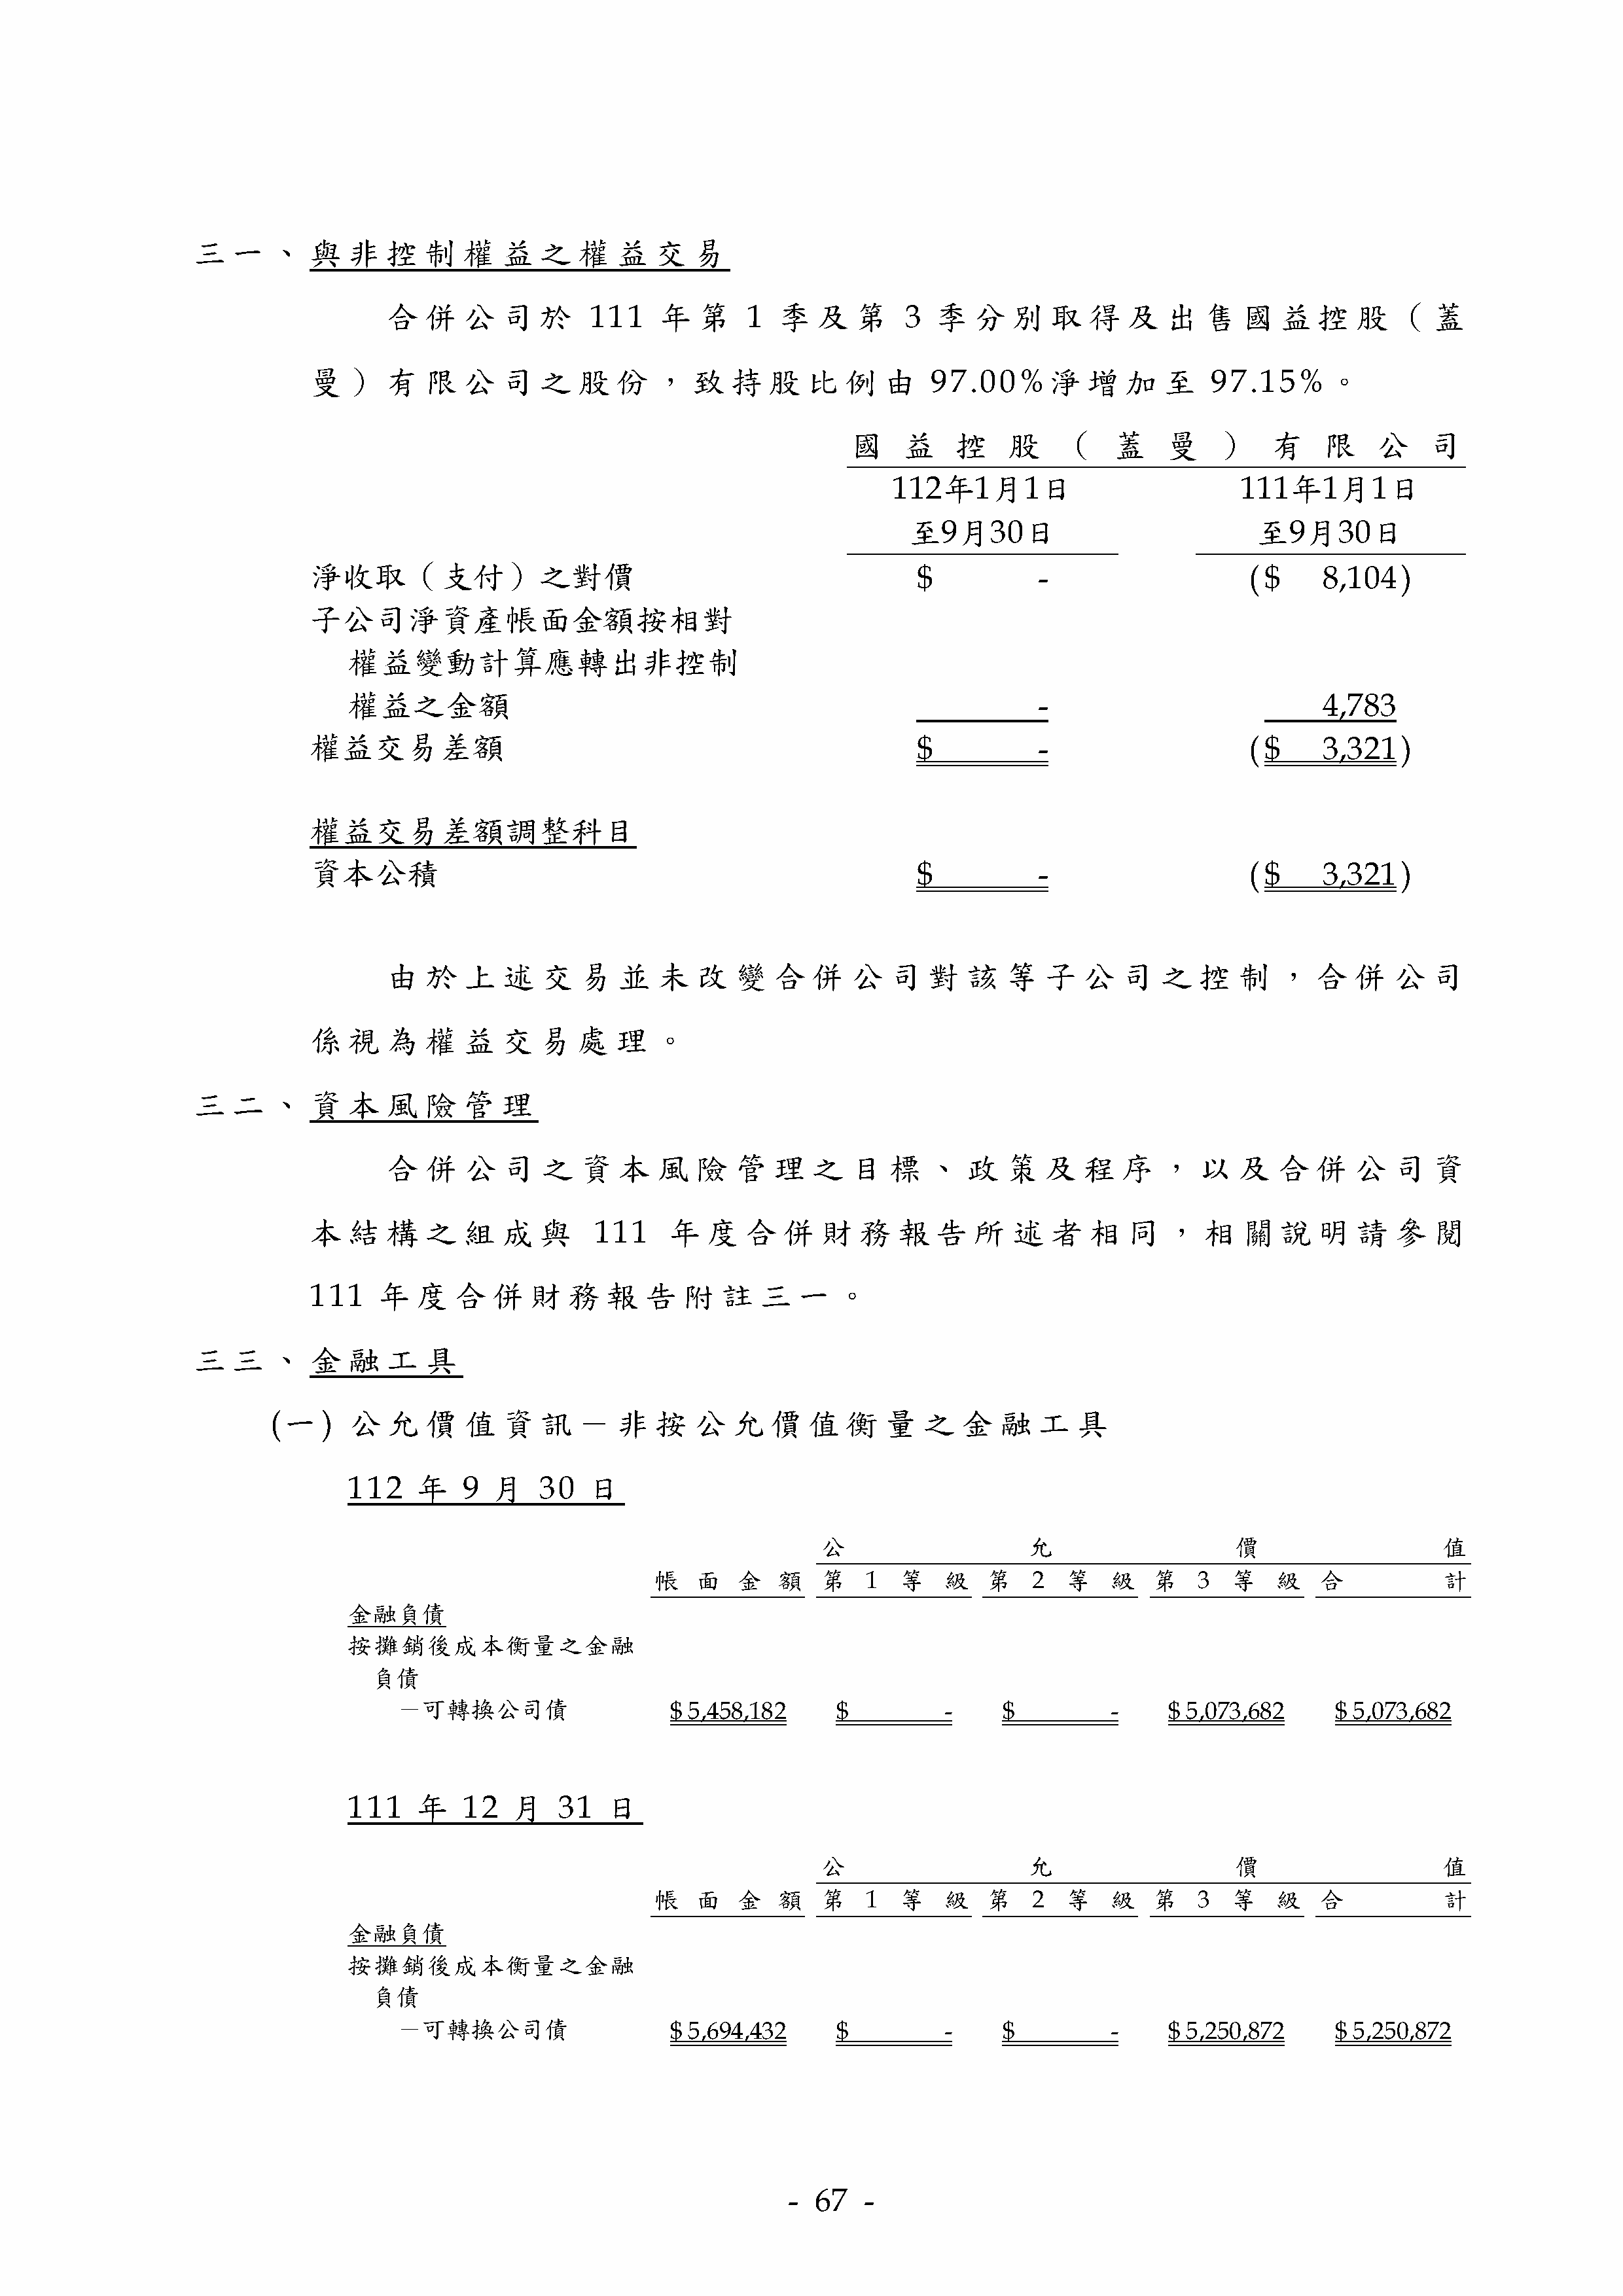 三一、與非控制權益之權益交易
合併公司於 111 年第 1 季及第 3 季分別取得及出售國益控股（蓋
曼）有限公司之股份，致持股比例由 97.00%淨增加至 97.15%。
國益控股（蓋曼）有限公司
112年1月1日 111年1月1日
至9月30日 至9月30日
淨收取（支付）之對價 $ - ($ 8,104)
子公司淨資產帳面金額按相對
權益變動計算應轉出非控制
權益之金額 - 4,783
權益交易差額 $ - ($ 3,321)
權益交易差額調整科目
資本公積 $ - ($ 3,321)
由於上述交易並未改變合併公司對該等子公司之控制，合併公司
係視為權益交易處理。
三二、資本風險管理
合併公司之資本風險管理之目標、政策及程序，以及合併公司資
本結構之組成與 111 年度合併財務報告所述者相同，相關說明請參閱
111 年度合併財務報告附註三一。
三三、金融工具
(一) 公允價值資訊－非按公允價值衡量之金融工具
112 年 9 月 30 日
公允價值
帳面金額 第 1 等級 第 2 等級 第 3 等級 合計
金融負債
按攤銷後成本衡量之金融
負債
－可轉換公司債 $ 5,458,182 $ - $ - $ 5,073,682 $ 5,073,682
111 年 12 月 31 日
公允價值
帳面金額 第 1 等級 第 2 等級 第 3 等級 合計
金融負債
按攤銷後成本衡量之金融
負債
－可轉換公司債 $ 5,694,432 $ - $ - $ 5,250,872 $ 5,250,872
- 67 -